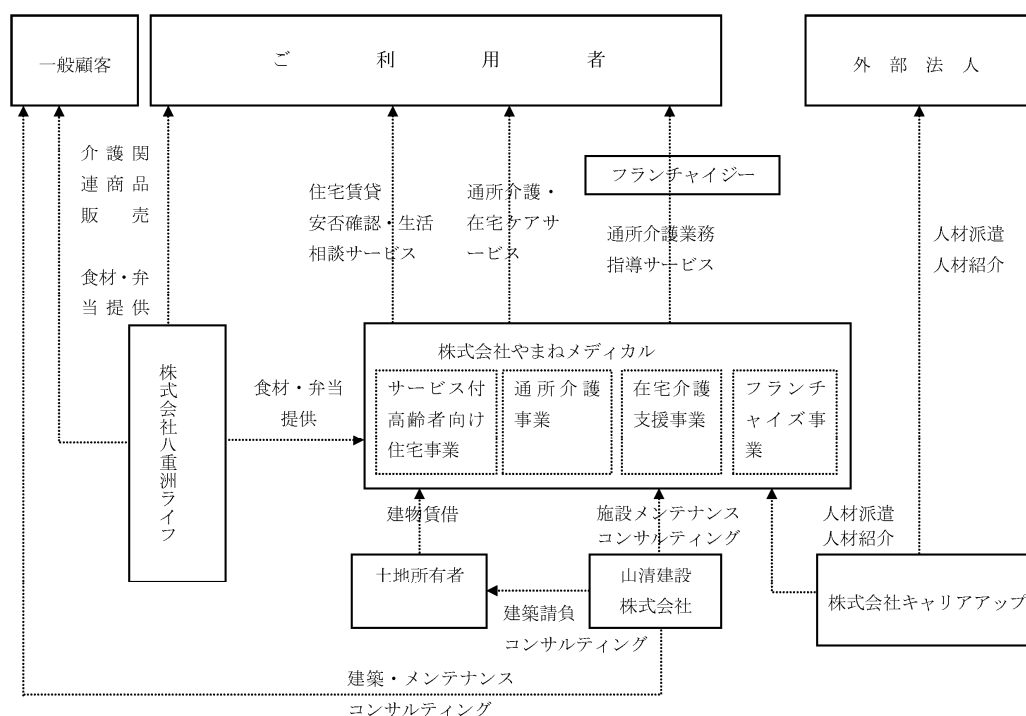 一般顧客
ご利用者
外部法人
介護関
連商品
販売
食材・弁
当提供
住宅賃貸
安否確認・生活
相談サービス
通所介護・
在宅ケアサ
ービス
フランチャイジー
通所介護業務
指導サービス
人材派遣
人材紹介
株式会社八重洲ライフ
食材・弁当
提供
株式会社やまねメディカル
サービス付
高齢者向け
住宅事業
通所介護
事業
在宅介護
支援事業
フランチ
ャイズ事
業
建物賃借
施設メンテナンス
コンサルティング
人材派遣
人材紹介
土地所有者
山清建設
株式会社
建築請負
コンサルティング
株式会社キャリアアップ
建築・メンテナンス
コンサルティング